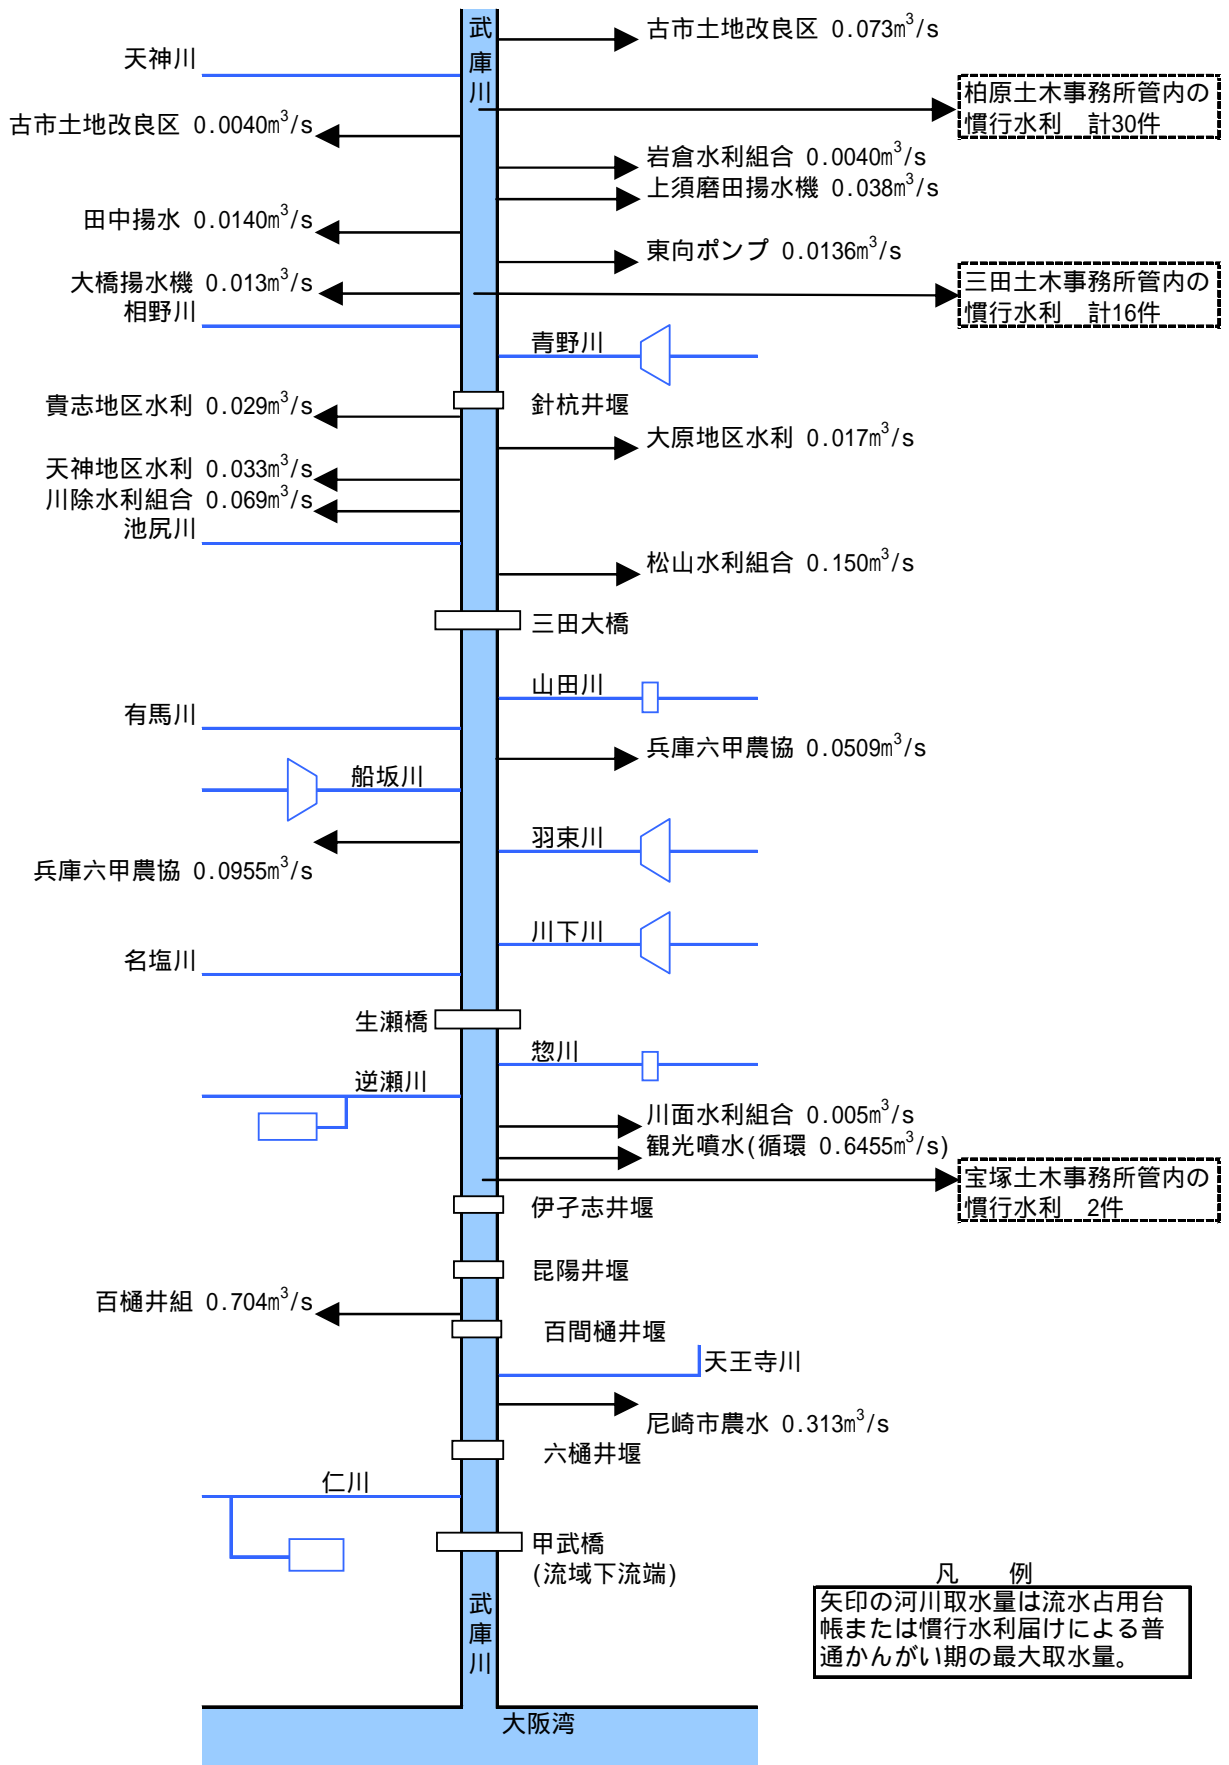 武庫川
古市土地改良区 0.073m³/s
天神川
柏原土木事務所管内の
慣行水利 計30件
古市土地改良区 0.0040m³/s
岩倉水利組合 0.0040m³/s
上須磨田揚水機 0.038m³/s
田中揚水 0.0140m³/s
東向ポンプ 0.0136m³/s
大橋揚水機 0.013m³/s
三田土木事務所管内の
慣行水利 計16件
相野川
青野川
貴志地区水利 0.029m³/s
針杭井堰
大原地区水利 0.017m³/s
天神地区水利 0.033m³/s
川除水利組合 0.069m³/s
池尻川
松山水利組合 0.150m³/s
三田大橋
山田川
有馬川
兵庫六甲農協 0.0509m³/s
船坂川
羽束川
兵庫六甲農協 0.0955m³/s
川下川
名塩川
生瀬橋
惣川
逆瀬川
川面水利組合 0.005m³/s
観光噴水(循環 0.6455m³/s)
宝塚土木事務所管内の
慣行水利 2件
伊孑志井堰
昆陽井堰
百樋井組 0.704m³/s
百間樋井堰
天王寺川
尼崎市農水 0.313m³/s
六樋井堰
仁川
甲武橋
(流域下流端)
凡 例
矢印の河川取水量は流水占用台
帳または慣行水利届けによる普
通かんがい期の最大取水量。
武庫川
大阪湾